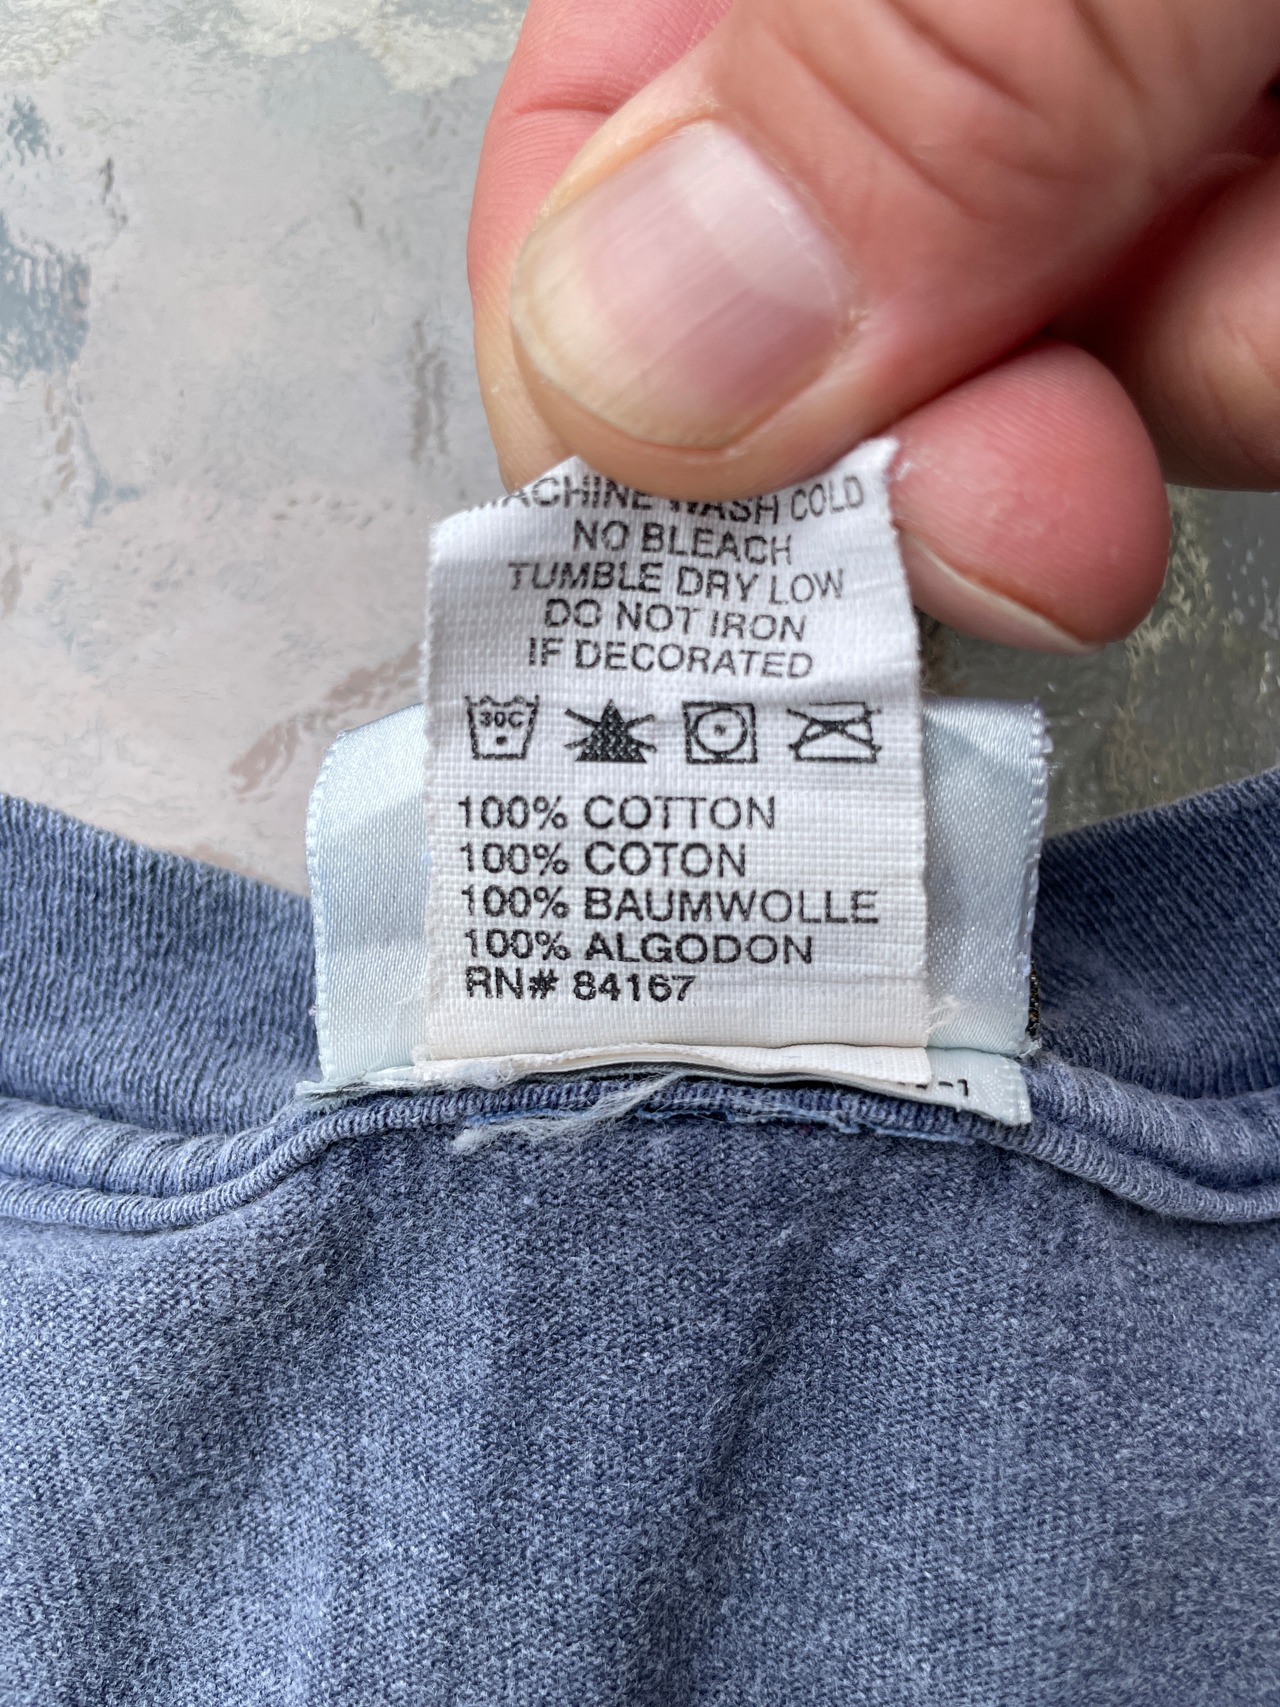 MACHINE WASH COLD
NO BLEACH
TUMBLE DRY LOW
DO NOT IRON
IF DECORATED
30C
100% COTTON
100% COTON
100% BAUMWOLLE
100% ALGODON
RN# 84167